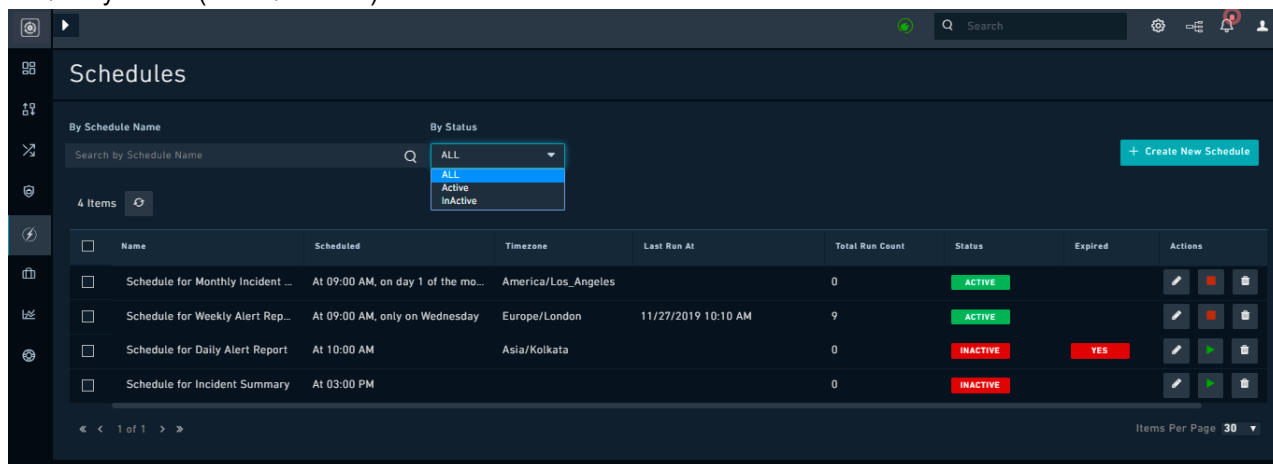 Search
Schedules
By Schedule Name
By Status
Search by Schedule Name
ALL
+ Create New Schedule
ALL
Active
InActive
4 Items
Name Scheduled Timezone Last Run At Total Run Count Status Expired Actions
Schedule for Monthly Incident ... At 09:00 AM, on day 1 of the mo... America/Los_Angeles 0 ACTIVE
Schedule for Weekly Alert Rep... At 09:00 AM, only on Wednesday Europe/London 11/27/2019 10:10 AM 9 ACTIVE
Schedule for Daily Alert Report At 10:00 AM Asia/Kolkata 0 INACTIVE YES
Schedule for Incident Summary At 03:00 PM 0 INACTIVE
« < 1 of 1 > »
Items Per Page 30